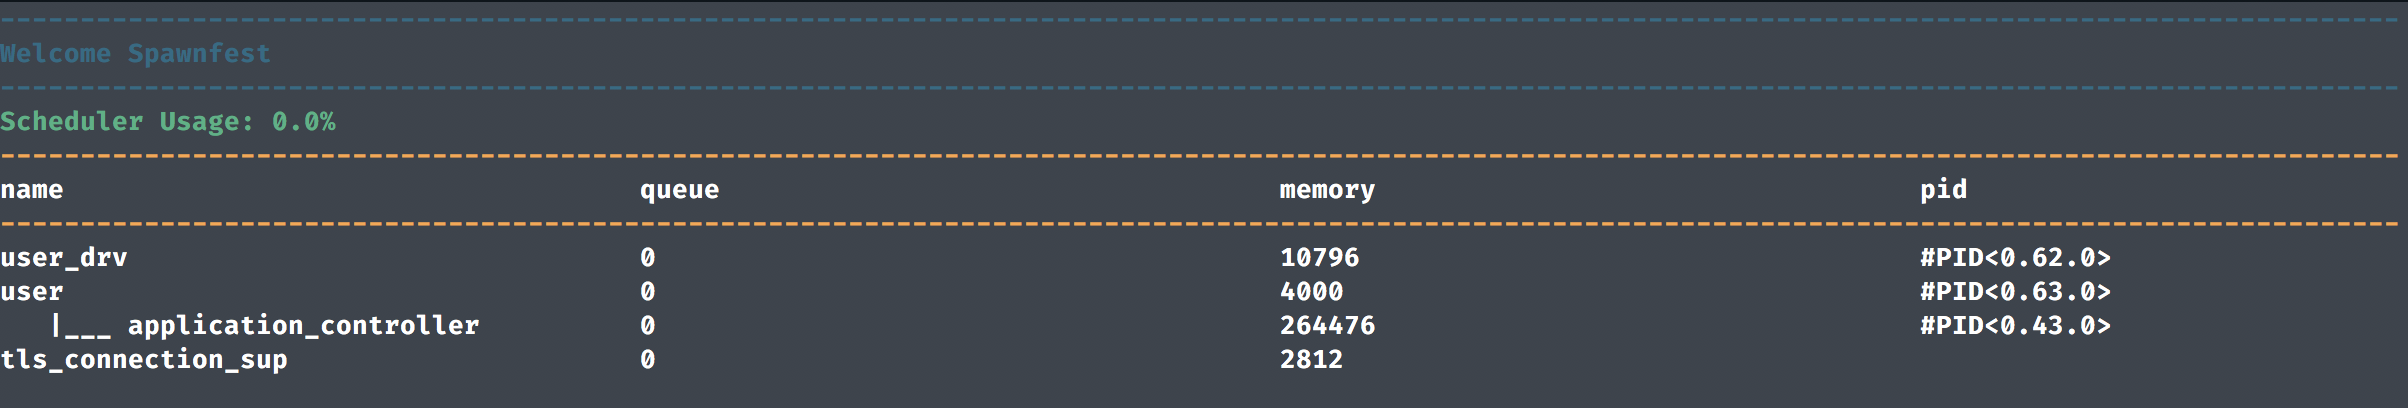 Welcome Spawnfest
Scheduler Usage: 0.0%
name queue memory pid
user_drv 0 10796 #PID<0.62.0>
user 0 4000 #PID<0.63.0>
|___ application_controller 0 264476 #PID<0.43.0>
tls_connection_sup 0 2812